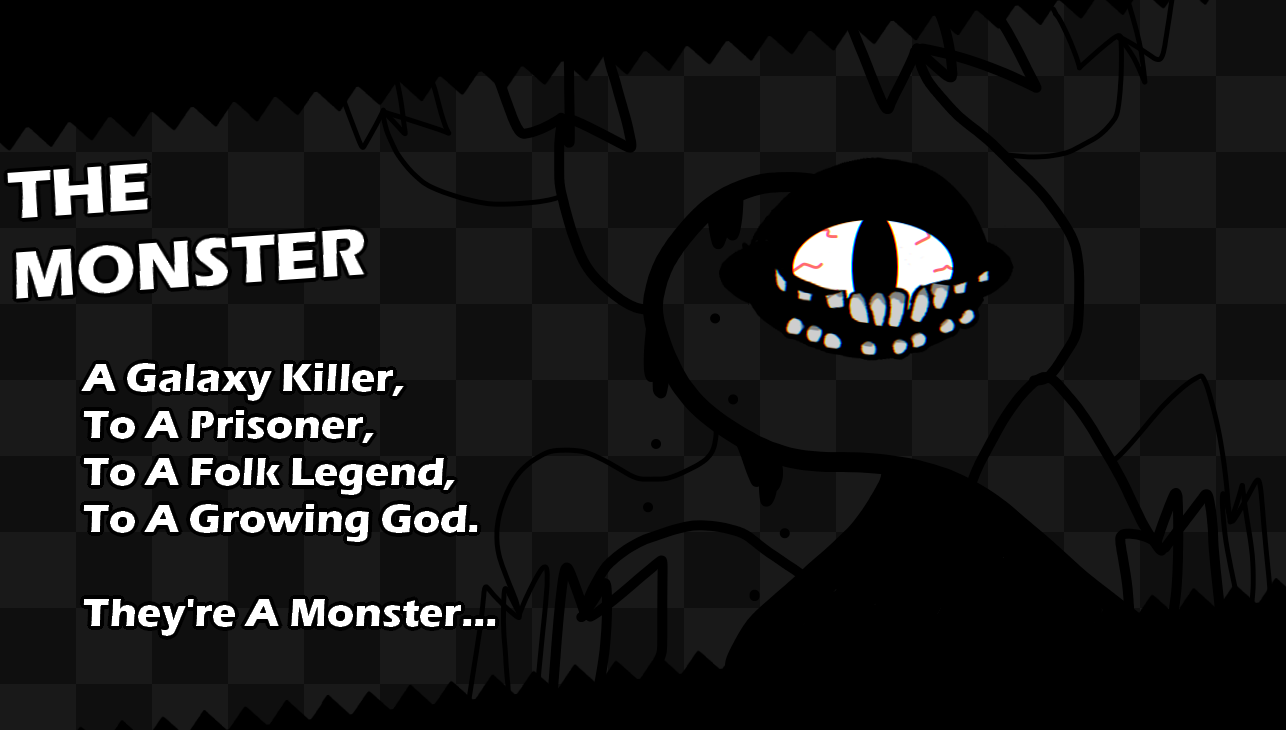 THE
MONSTER
A Galaxy Killer,
To A Prisoner,
To A Folk Legend,
To A Growing God.
They're A Monster...